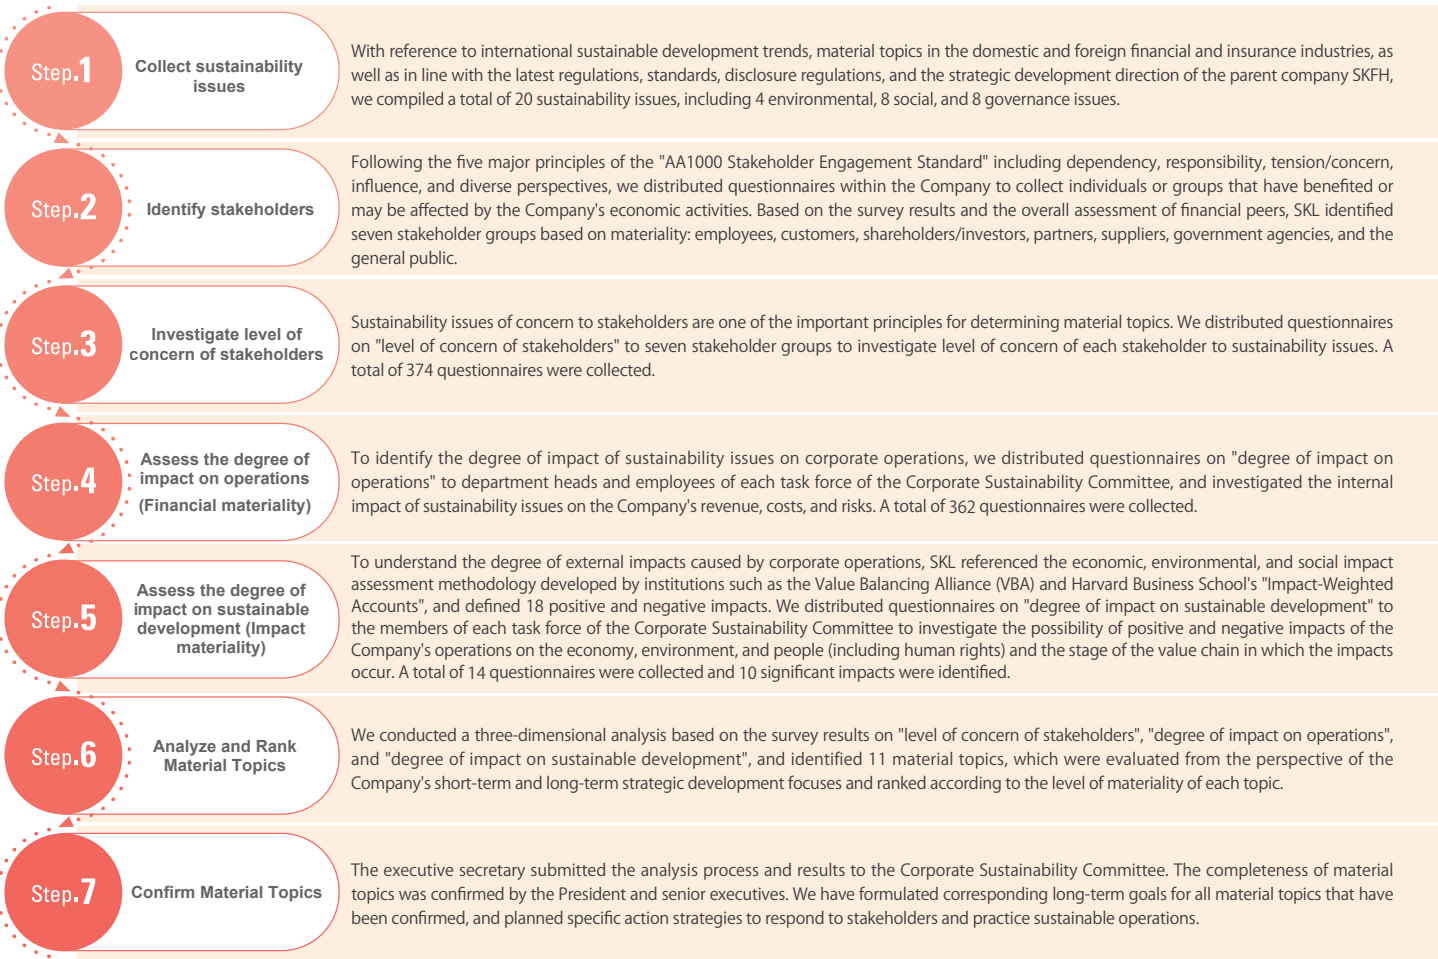 Step.1
Collect sustainability
issues
With reference to international sustainable development trends, material topics in the domestic and foreign financial and insurance industries, as
well as in line with the latest regulations, standards, disclosure regulations, and the strategic development direction of the parent company SKFH,
we compiled a total of 20 sustainability issues, including 4 environmental, 8 social, and 8 governance issues.
Step.2
Identify stakeholders
Following the five major principles of the "AA1000 Stakeholder Engagement Standard" including dependency, responsibility, tension/concern,
influence, and diverse perspectives, we distributed questionnaires within the Company to collect individuals or groups that have benefited or
may be affected by the Company's economic activities. Based on the survey results and the overall assessment of financial peers, SKL identified
seven stakeholder groups based on materiality: employees, customers, shareholders/investors, partners, suppliers, government agencies, and the
general public.
Step.3
Investigate level of
concern of stakeholders
Sustainability issues of concern to stakeholders are one of the important principles for determining material topics. We distributed questionnaires
on "level of concern of stakeholders" to seven stakeholder groups to investigate level of concern of each stakeholder to sustainability issues. A
total of 374 questionnaires were collected.
Step.4
Assess the degree of
impact on operations
(Financial materiality)
To identify the degree of impact of sustainability issues on corporate operations, we distributed questionnaires on "degree of impact on
operations" to department heads and employees of each task force of the Corporate Sustainability Committee, and investigated the internal
impact of sustainability issues on the Company's revenue, costs, and risks. A total of 362 questionnaires were collected.
Step.5
Assess the degree of
impact on sustainable
development (Impact
materiality)
To understand the degree of external impacts caused by corporate operations, SKL referenced the economic, environmental, and social impact
assessment methodology developed by institutions such as the Value Balancing Alliance (VBA) and Harvard Business School's "Impact-Weighted
Accounts", and defined 18 positive and negative impacts. We distributed questionnaires on "degree of impact on sustainable development" to
the members of each task force of the Corporate Sustainability Committee to investigate the possibility of positive and negative impacts of the
Company's operations on the economy, environment, and people (including human rights) and the stage of the value chain in which the impacts
occur. A total of 14 questionnaires were collected and 10 significant impacts were identified.
Step.6
Analyze and Rank
Material Topics
We conducted a three-dimensional analysis based on the survey results on "level of concern of stakeholders", "degree of impact on operations",
and "degree of impact on sustainable development", and identified 11 material topics, which were evaluated from the perspective of the
Company's short-term and long-term strategic development focuses and ranked according to the level of materiality of each topic.
Step.7
Confirm Material Topics
The executive secretary submitted the analysis process and results to the Corporate Sustainability Committee. The completeness of material
topics was confirmed by the President and senior executives. We have formulated corresponding long-term goals for all material topics that have
been confirmed, and planned specific action strategies to respond to stakeholders and practice sustainable operations.